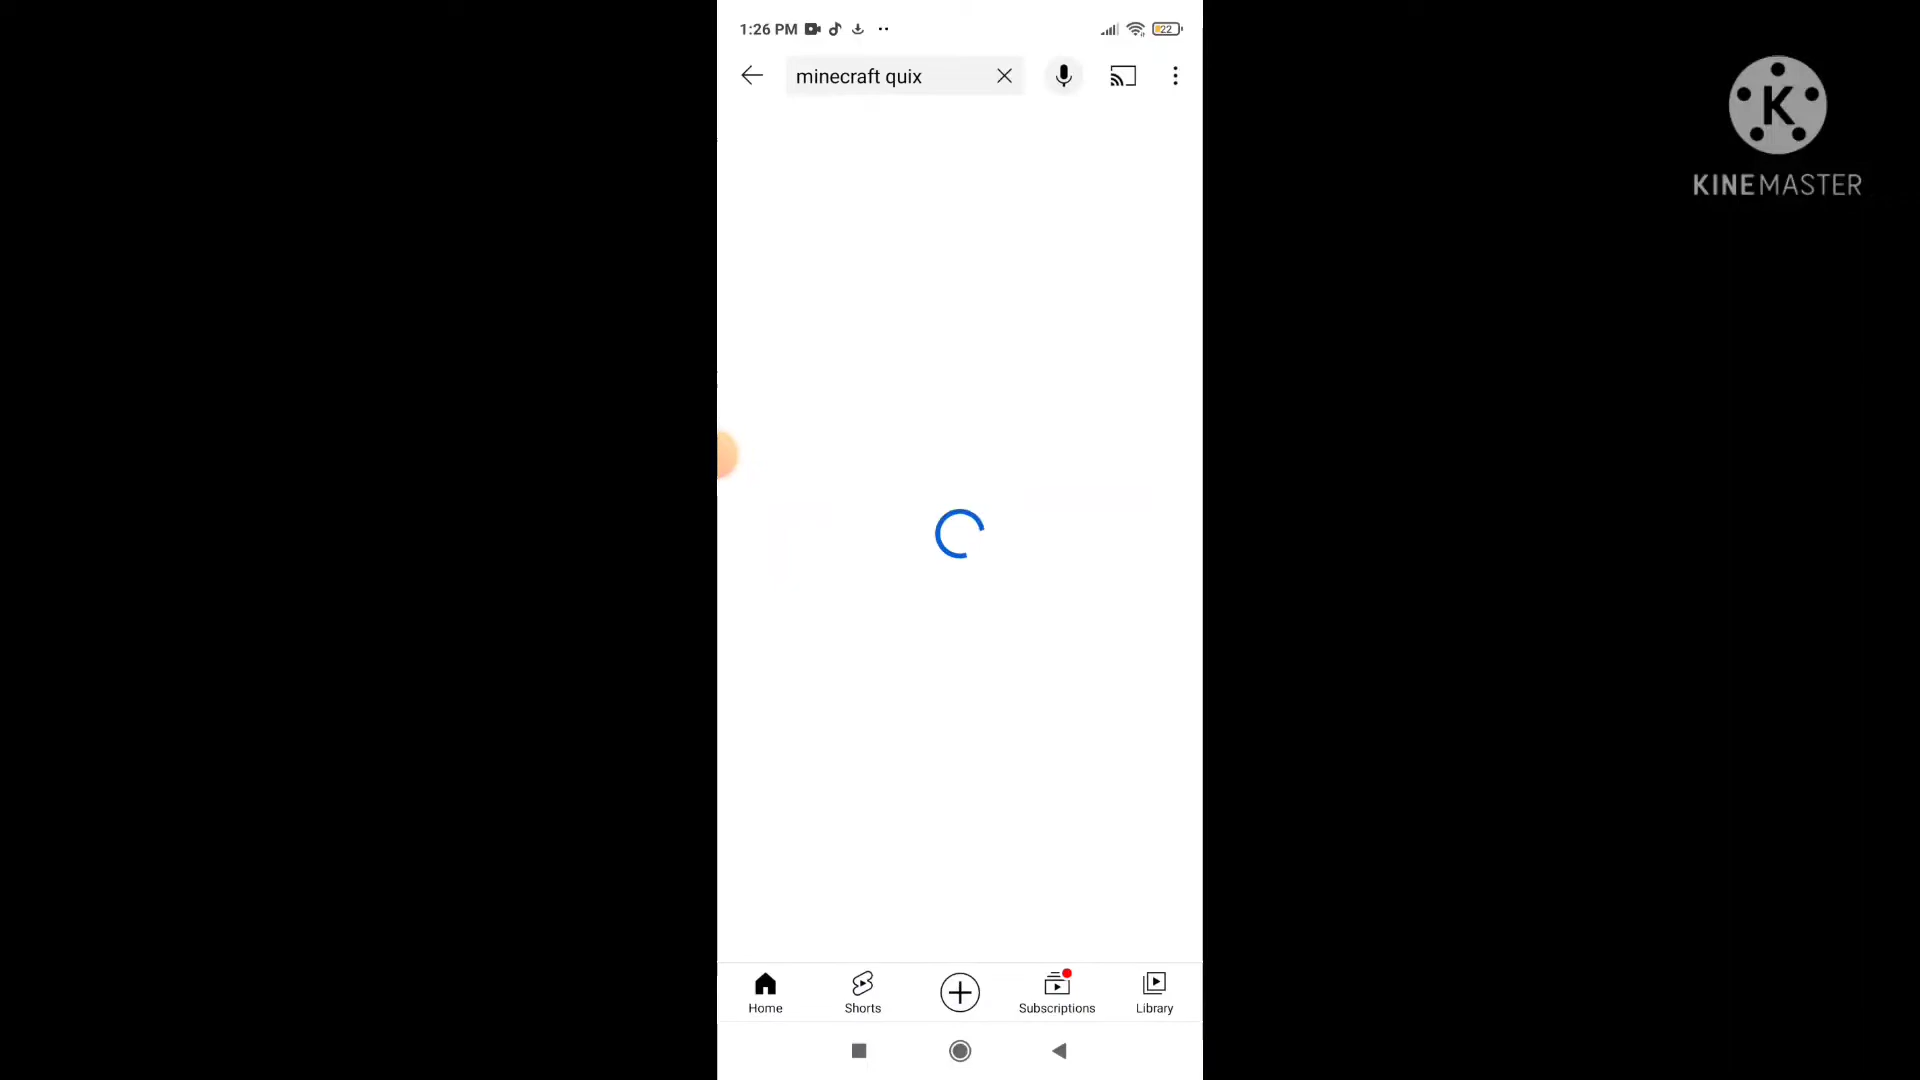 1:26 PM
22
minecraft quix
K
KINEMASTER
Home
Shorts
Subscriptions
Library